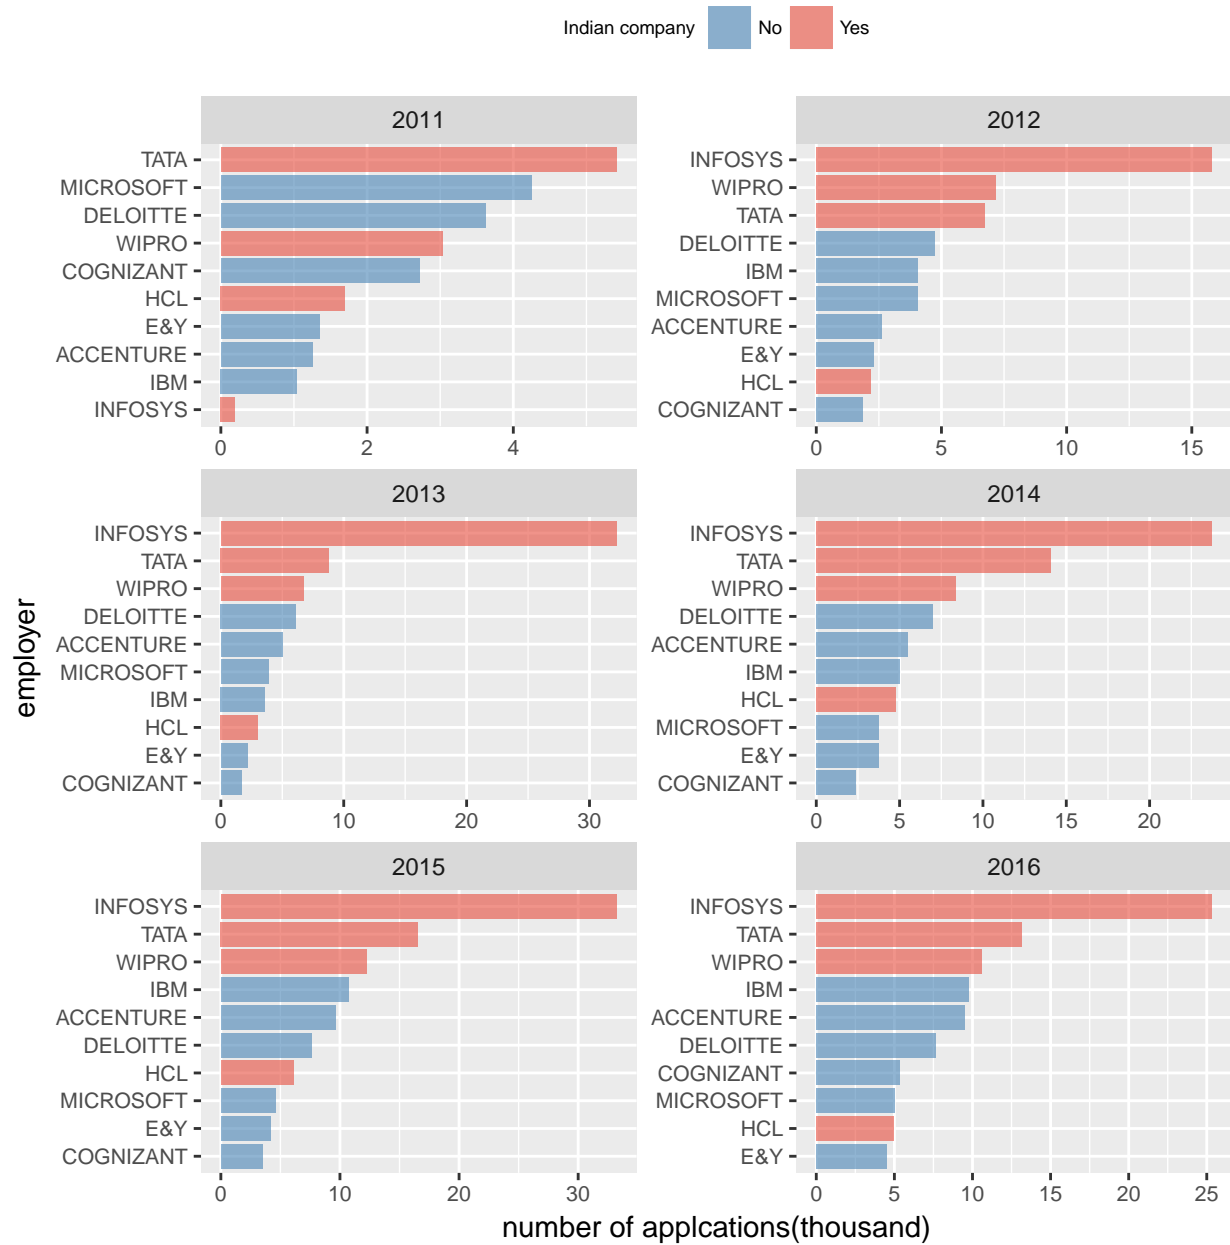 Indian company No Yes
2011
TATA
MICROSOFT
DELOITTE
WIPRO
COGNIZANT
HCL
E&Y
ACCENTURE
IBM
INFOSYS
0 2 4
2012
INFOSYS
WIPRO
TATA
DELOITTE
IBM
MICROSOFT
ACCENTURE
E&Y
HCL
COGNIZANT
0 5 10 15
2013
INFOSYS
TATA
WIPRO
DELOITTE
ACCENTURE
MICROSOFT
IBM
HCL
E&Y
COGNIZANT
0 10 20 30
2014
INFOSYS
TATA
WIPRO
DELOITTE
ACCENTURE
IBM
HCL
MICROSOFT
E&Y
COGNIZANT
0 5 10 15 20
2015
INFOSYS
TATA
WIPRO
IBM
ACCENTURE
DELOITTE
HCL
MICROSOFT
E&Y
COGNIZANT
0 10 20 30
2016
INFOSYS
TATA
WIPRO
IBM
ACCENTURE
DELOITTE
COGNIZANT
MICROSOFT
HCL
E&Y
0 5 10 15 20 25
employer
number of applcations(thousand)